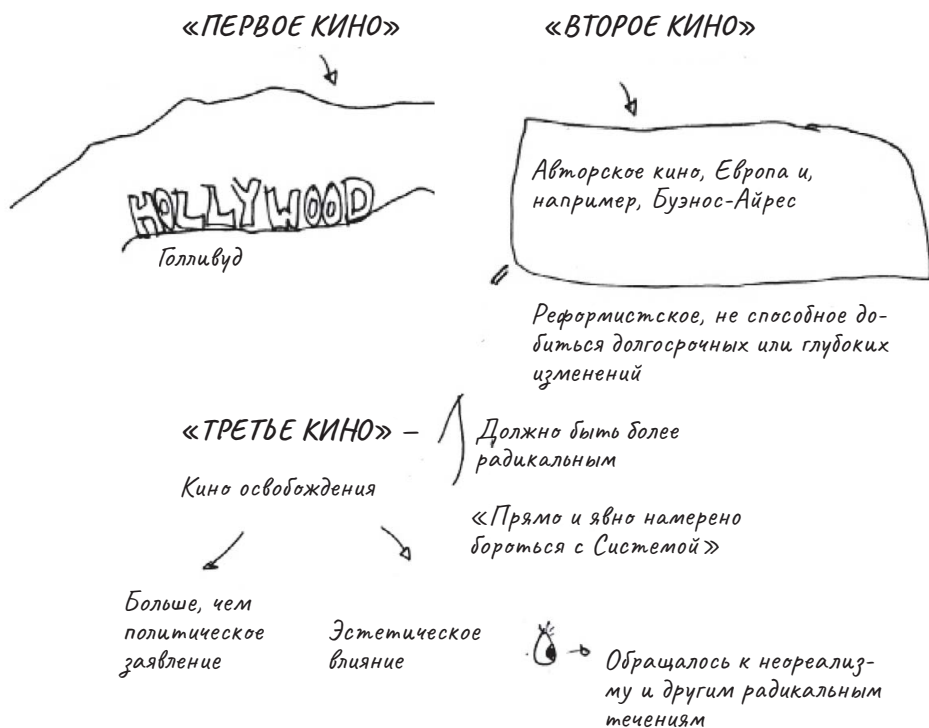 «ПЕРВОЕ КИНО»
«ВТОРОЕ КИНО»
HOLLYWOOD
Голливуд
Авторское кино, Европа и,
например, Буэнос-Айрес
Реформистское, не способное до-
биться долгосрочных или глубоких
изменений
«ТРЕТЬЕ КИНО» –
Кино освобождения
Должно быть более
радикальным
«Прямо и явно намерено
бороться с Системой»
Больше, чем
политическое
заявление
Эстетическое
влияние
Обращалось к неореализ-
му и другим радикальным
течениям